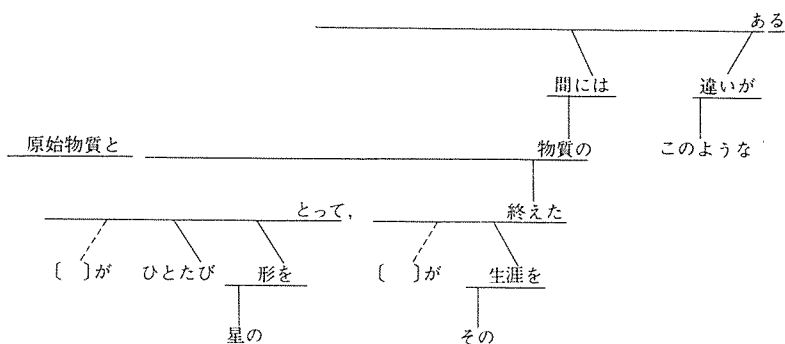 ある
間には 違いが
原始物質と 物質の このような
とって, 終えた
〔 〕が ひとたび 形を 〔 〕が 生涯を
星の その